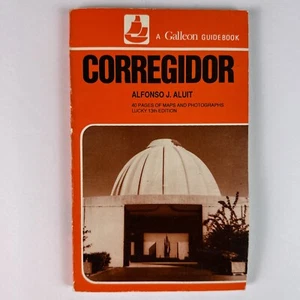 A Galleon GUIDEBOOK
CORREGIDOR
ALFONSO J. ALUIT
40 PAGES OF MAPS AND PHOTOGRAPHS
LUCKY 13th EDITION